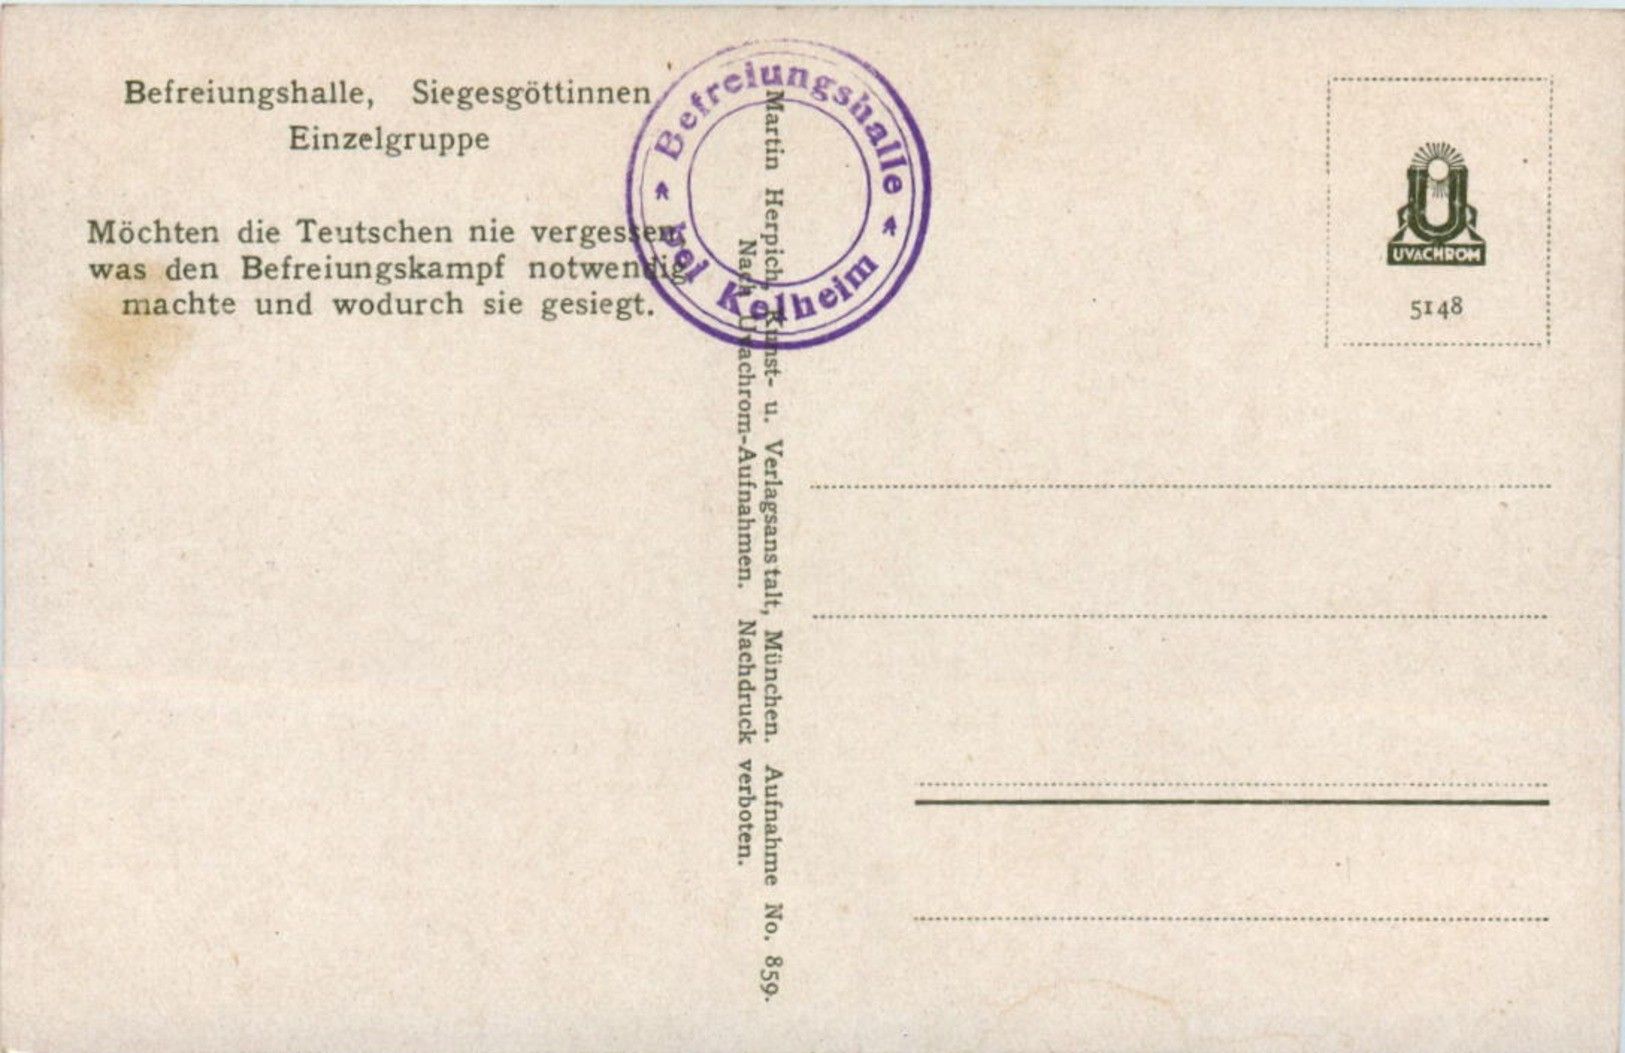 Befreiungshalle, Siegesgöttinnen
Einzelgruppe
Möchten die Teutschen nie vergessen,
was den Befreiungskampf notwendig
machte und wodurch sie gesiegt.
Befreiungshalle
bei Kelheim
Martin Herpich, Kunst- u. Verlagsanstalt, München. Aufnahme No. 859.
Nach Uvachrom-Aufnahmen. Nachdruck verboten.
U
UVACHROM
5148